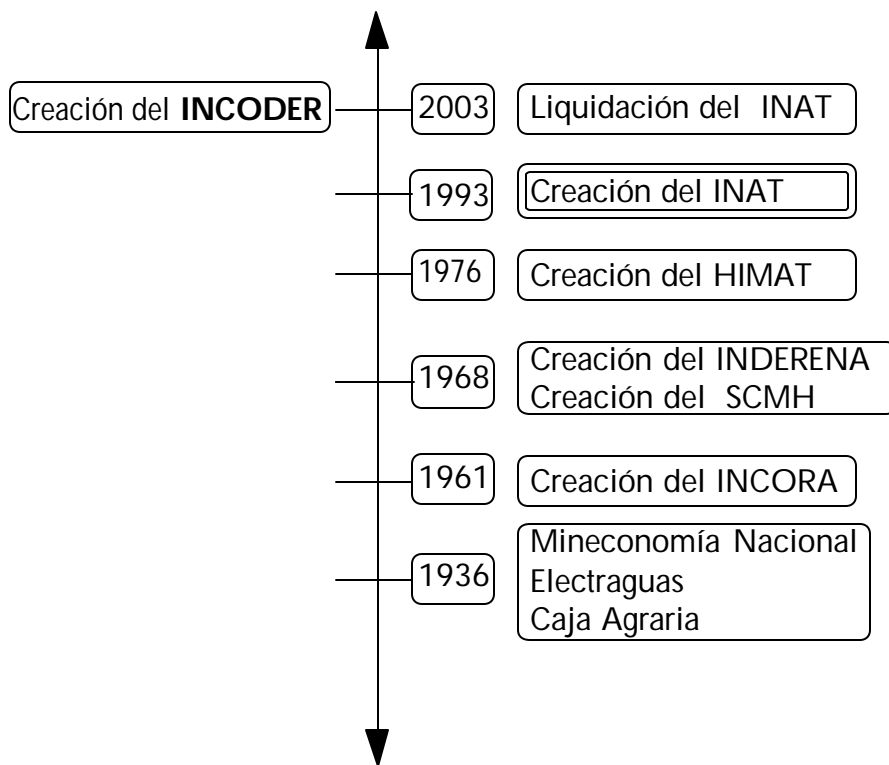 Creación del INCODER
2003
Liquidación del INAT
1993
Creación del INAT
1976
Creación del HIMAT
1968
Creación del INDERENA
Creación del SCMH
1961
Creación del INCORA
1936
Mineconomía Nacional
Electraguas
Caja Agraria